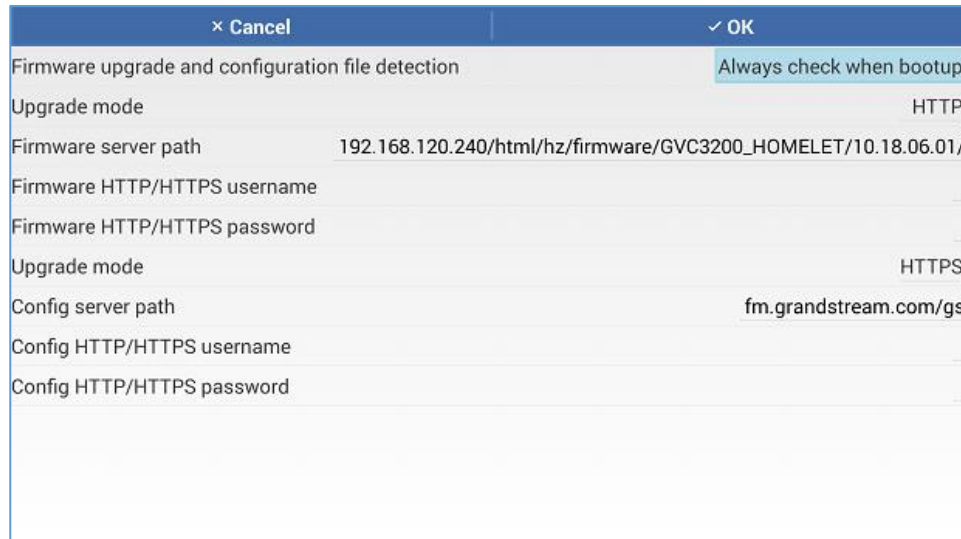 × Cancel
✓ OK
Firmware upgrade and configuration file detection Always check when bootup
Upgrade mode HTTP
Firmware server path 192.168.120.240/html/hz/firmware/GVC3200_HOMELET/10.18.06.01/
Firmware HTTP/HTTPS username
Firmware HTTP/HTTPS password
Upgrade mode HTTPS
Config server path fm.grandstream.com/gs
Config HTTP/HTTPS username
Config HTTP/HTTPS password